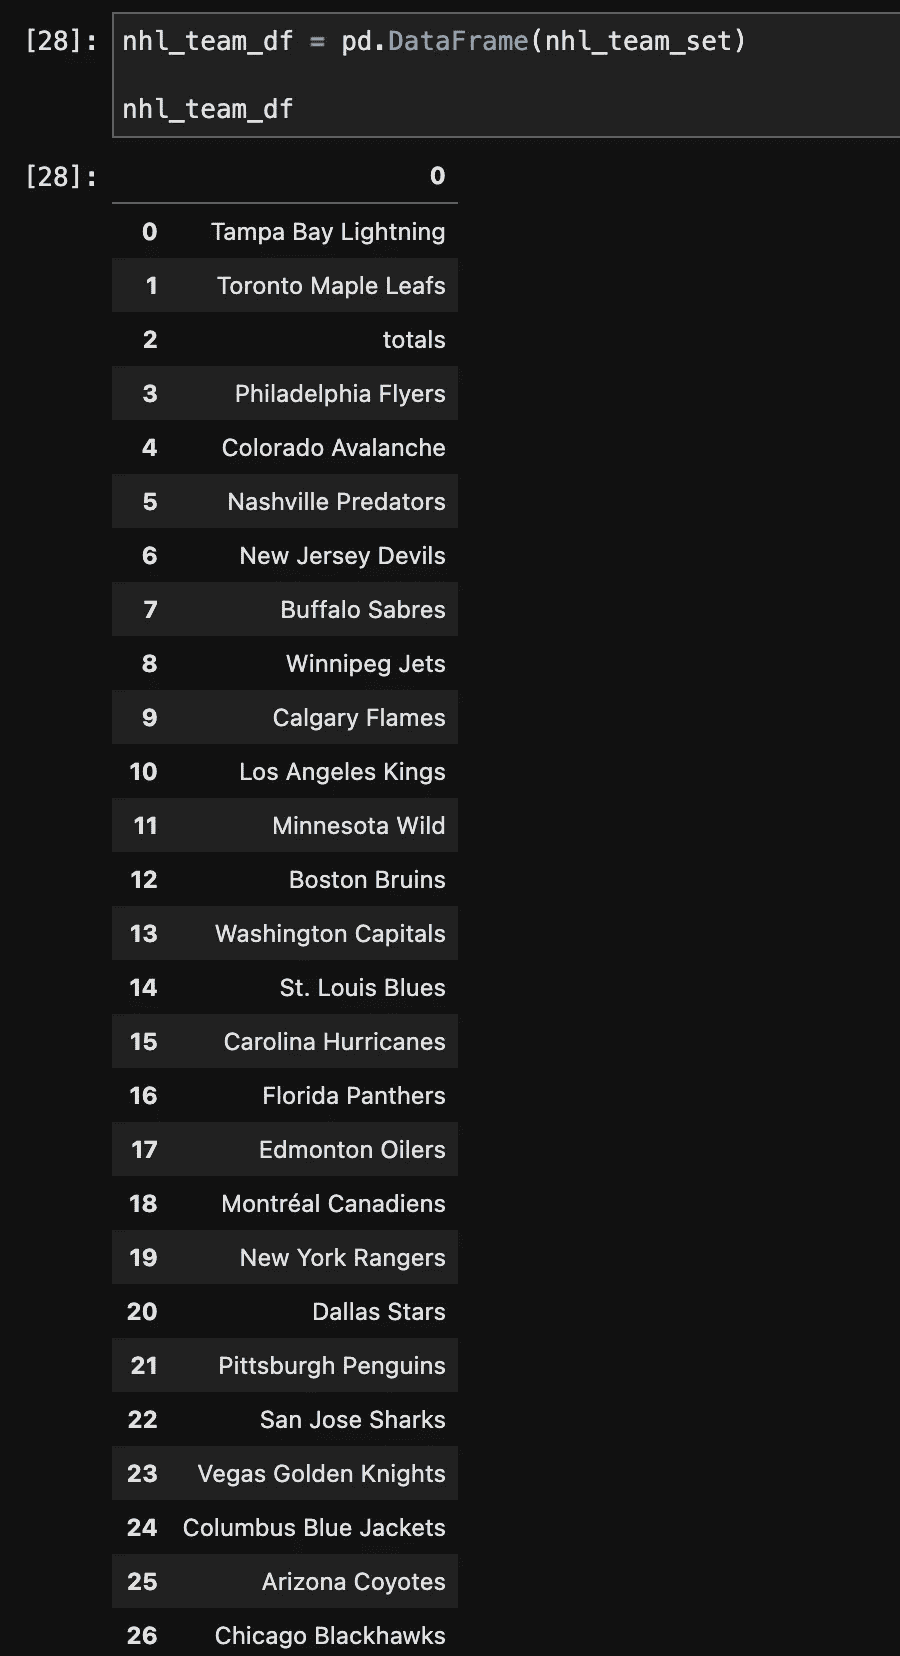 [28]: nhl_team_df = pd.DataFrame(nhl_team_set)
nhl_team_df
[28]: 0
0 Tampa Bay Lightning
1 Toronto Maple Leafs
2 totals
3 Philadelphia Flyers
4 Colorado Avalanche
5 Nashville Predators
6 New Jersey Devils
7 Buffalo Sabres
8 Winnipeg Jets
9 Calgary Flames
10 Los Angeles Kings
11 Minnesota Wild
12 Boston Bruins
13 Washington Capitals
14 St. Louis Blues
15 Carolina Hurricanes
16 Florida Panthers
17 Edmonton Oilers
18 Montréal Canadiens
19 New York Rangers
20 Dallas Stars
21 Pittsburgh Penguins
22 San Jose Sharks
23 Vegas Golden Knights
24 Columbus Blue Jackets
25 Arizona Coyotes
26 Chicago Blackhawks